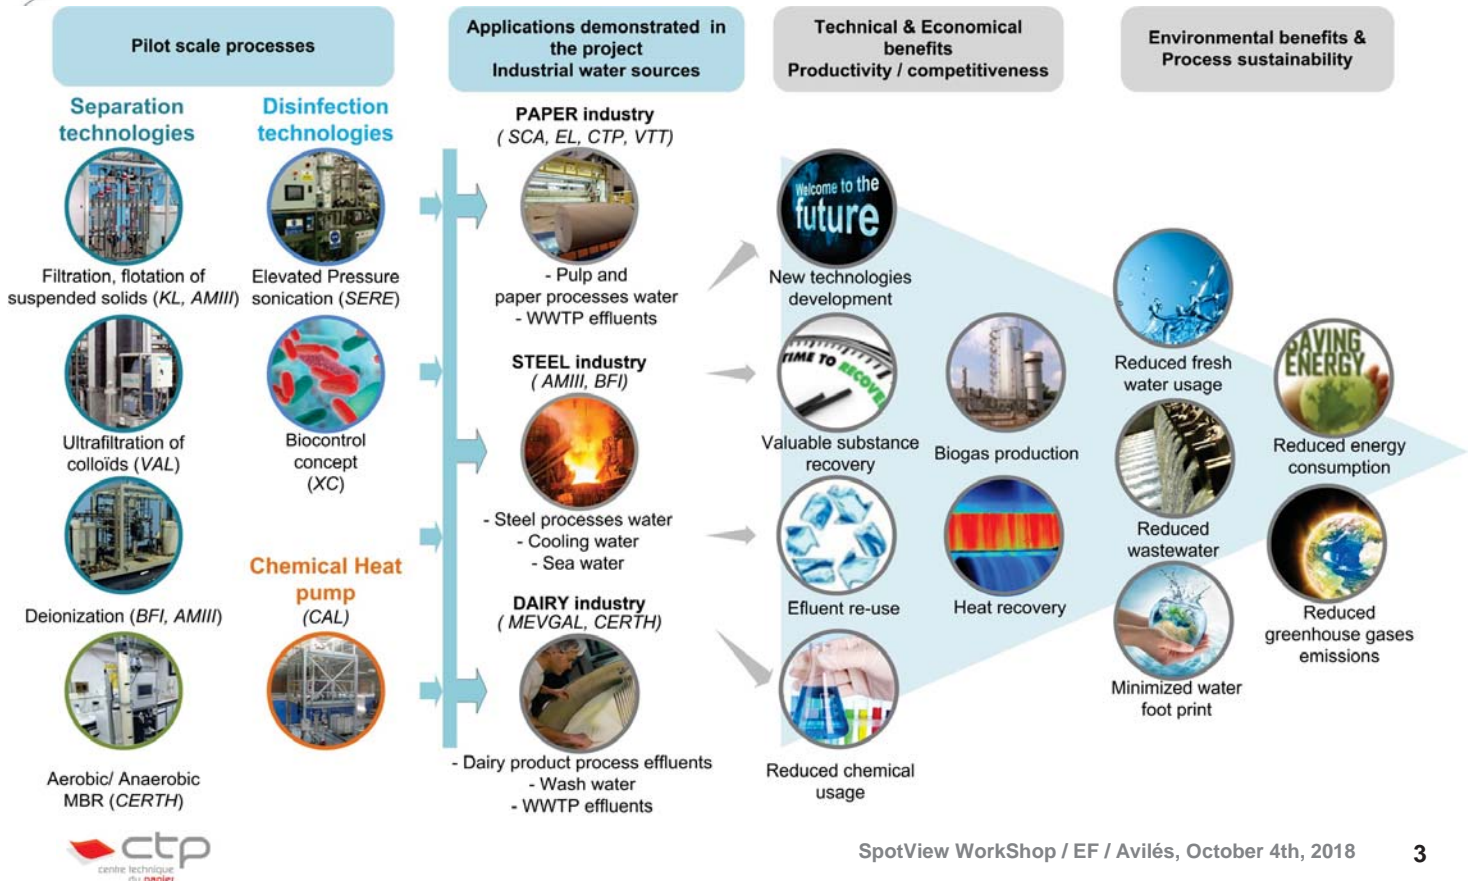 Pilot scale processes
Applications demonstrated in
the project
Industrial water sources
Technical & Economical
benefits
Productivity / competitiveness
Environmental benefits &
Process sustainability
Separation
technologies
Disinfection
technologies
Filtration, flotation of
suspended solids (KL, AMIII)
Elevated Pressure
sonication (SERE)
Ultrafiltration of
colloïds (VAL)
Biocontrol
concept
(XC)
Deionization (BFI, AMIII)
Chemical Heat
pump
(CAL)
Aerobic/ Anaerobic
MBR (CERTH)
PAPER industry
( SCA, EL, CTP, VTT)
- Pulp and
paper processes water
- WWTP effluents
STEEL industry
( AMIII, BFI)
- Steel processes water
- Cooling water
- Sea water
DAIRY industry
( MEVGAL, CERTH)
- Dairy product process effluents
- Wash water
- WWTP effluents
Welcome to the
future
New technologies
development
TIME TO RECOVER
Valuable substance
recovery
Biogas production
Efluent re-use
Heat recovery
Reduced chemical
usage
Reduced fresh
water usage
SAVING
ENERGY
Reduced energy
consumption
Reduced
wastewater
Reduced
greenhouse gases
emissions
Minimized water
foot print
ctp
centre technique
du papier
SpotView WorkShop / EF / Avilés, October 4th, 2018
3